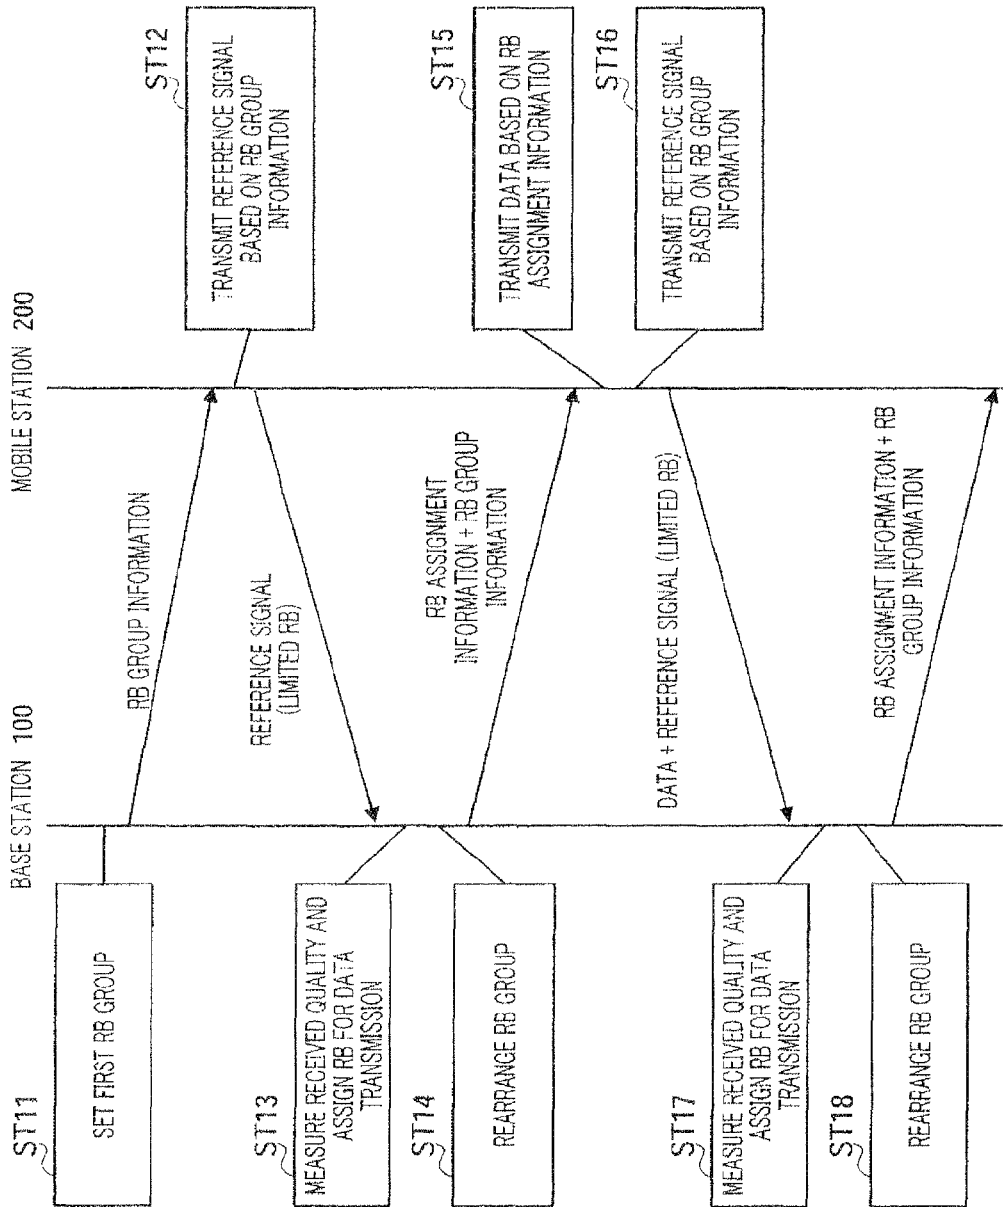 BASE STATION 100
MOBILE STATION 200
ST11
SET FIRST RB GROUP
RB GROUP INFORMATION
ST12
TRANSMIT REFERENCE SIGNAL
BASED ON RB GROUP
INFORMATION
REFERENCE SIGNAL
(LIMITED RB)
ST13
MEASURE RECEIVED QUALITY AND
ASSIGN RB FOR DATA
TRANSMISSION
ST14
REARRANGE RB GROUP
RB ASSIGNMENT
INFORMATION + RB GROUP
INFORMATION
ST15
TRANSMIT DATA BASED ON RB
ASSIGNMENT INFORMATION
ST16
TRANSMIT REFERENCE SIGNAL
BASED ON RB GROUP
INFORMATION
DATA + REFERENCE SIGNAL (LIMITED RB)
ST17
MEASURE RECEIVED QUALITY AND
ASSIGN RB FOR DATA
TRANSMISSION
ST18
REARRANGE RB GROUP
RB ASSIGNMENT INFORMATION + RB
GROUP INFORMATION